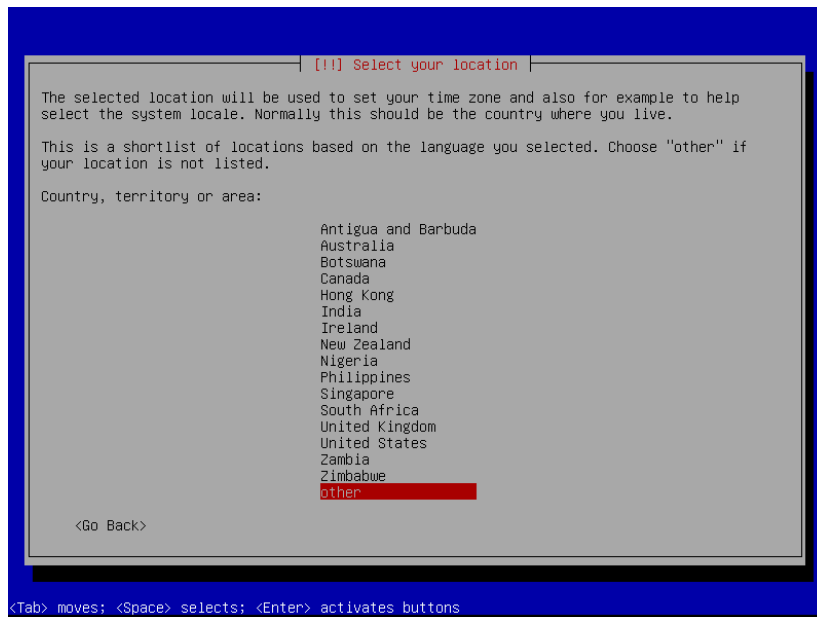 [!!] Select your location
The selected location will be used to set your time zone and also for example to help
select the system locale. Normally this should be the country where you live.
This is a shortlist of locations based on the language you selected. Choose "other" if
your location is not listed.
Country, territory or area:
Antigua and Barbuda
Australia
Botswana
Canada
Hong Kong
India
Ireland
New Zealand
Nigeria
Philippines
Singapore
South Africa
United Kingdom
United States
Zambia
Zimbabwe
other
<Go Back>
<Tab> moves; <Space> selects; <Enter> activates buttons